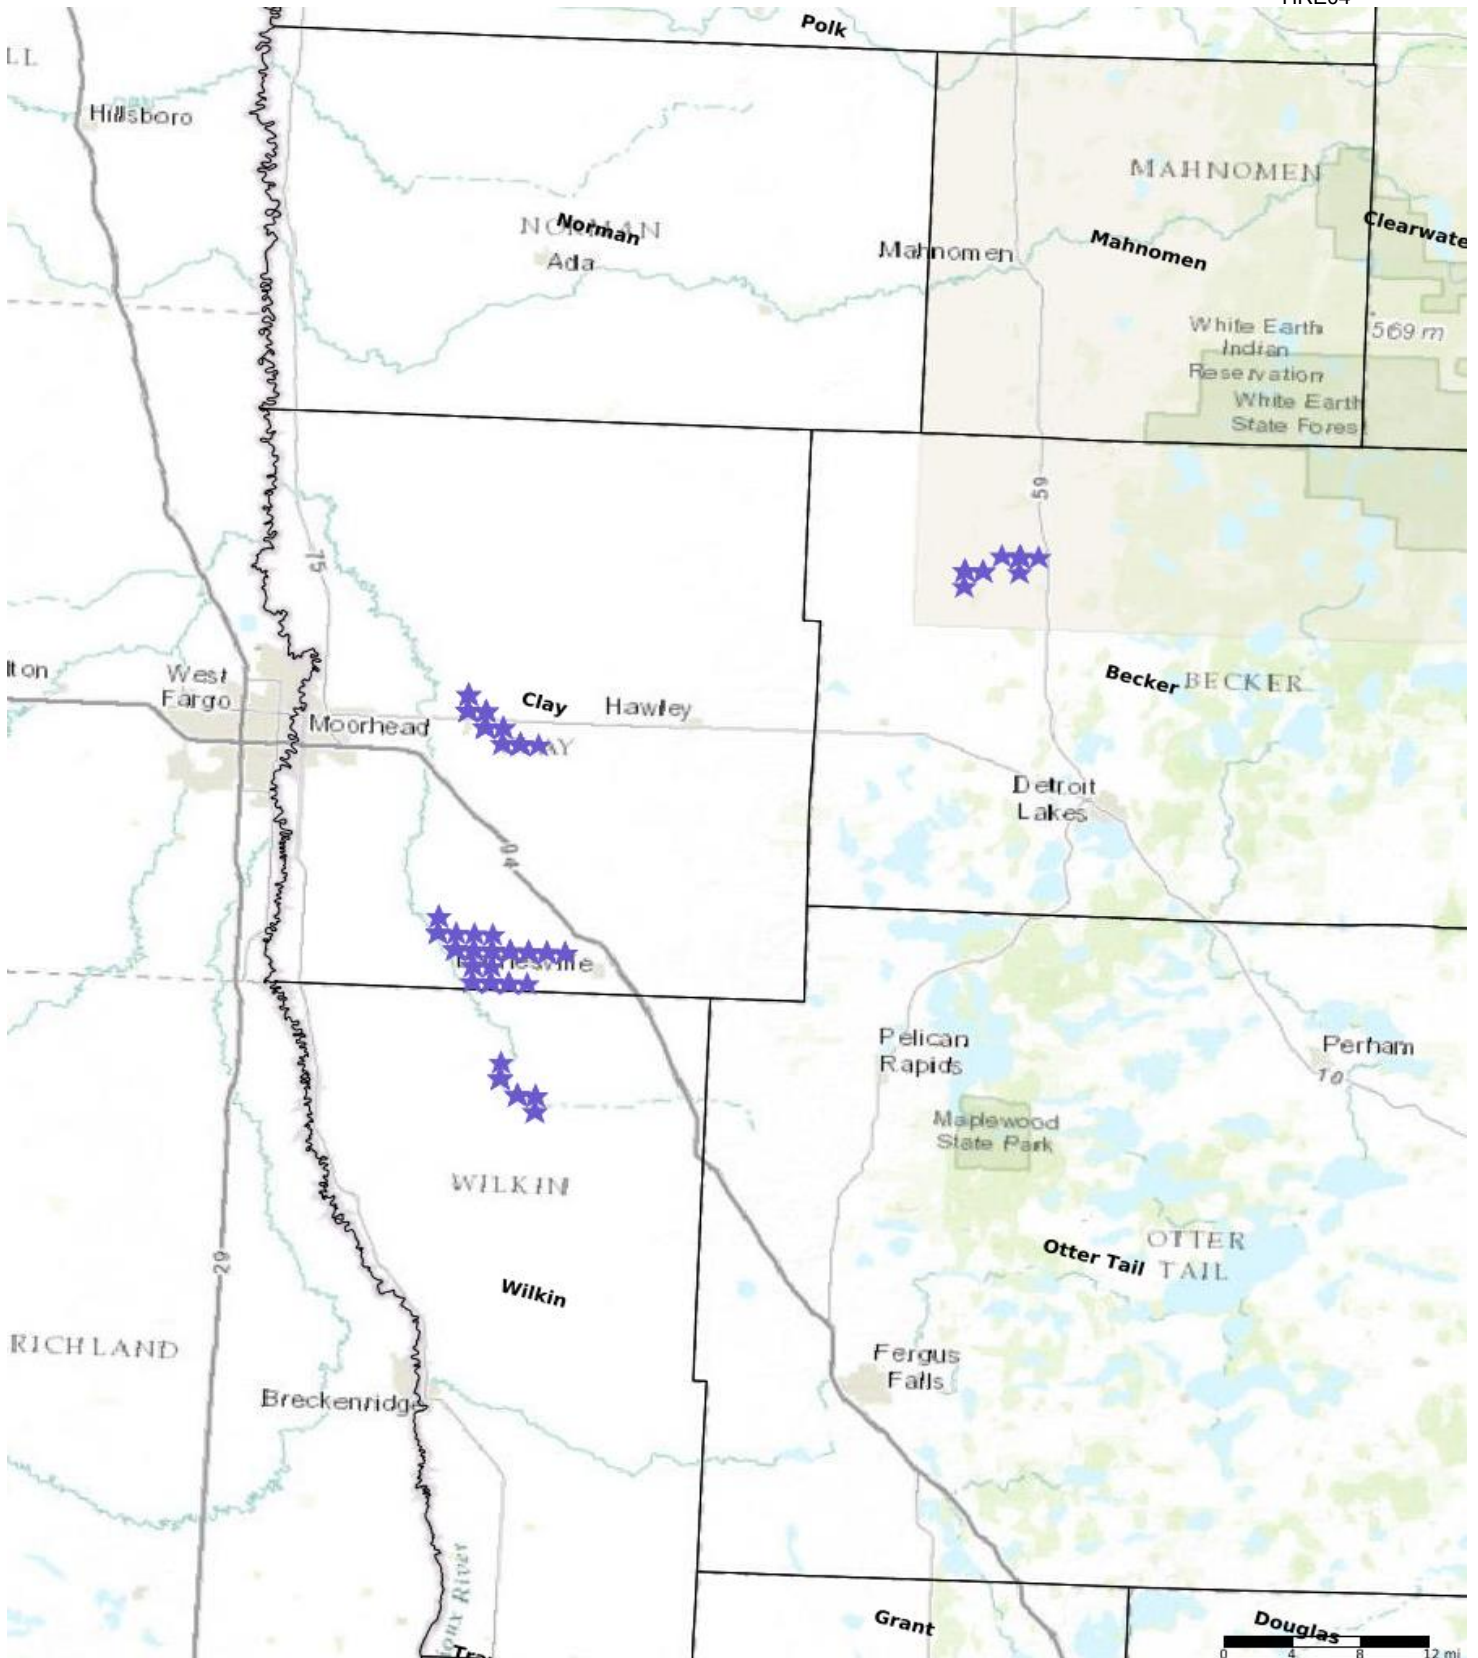 Polk
Hillsboro
MAHNOMEN
Norman
Ada
Mahnomen
Mahnomen
White Earth
Indian
Reservation
569 m
White Earth
State Forest
59
75
West
Fargo
Moorhead
Clay
Hawley
Becker
BECKER
Detroit
Lakes
94
Pelican
Rapids
Perham
10
Maplewood
State Park
WILKIN
OTTER
TAIL
Otter Tail
29
Wilkin
RICHLAND
Fergus
Falls
Breckenridge
River
Grant
Douglas
0 4 8 12 mi